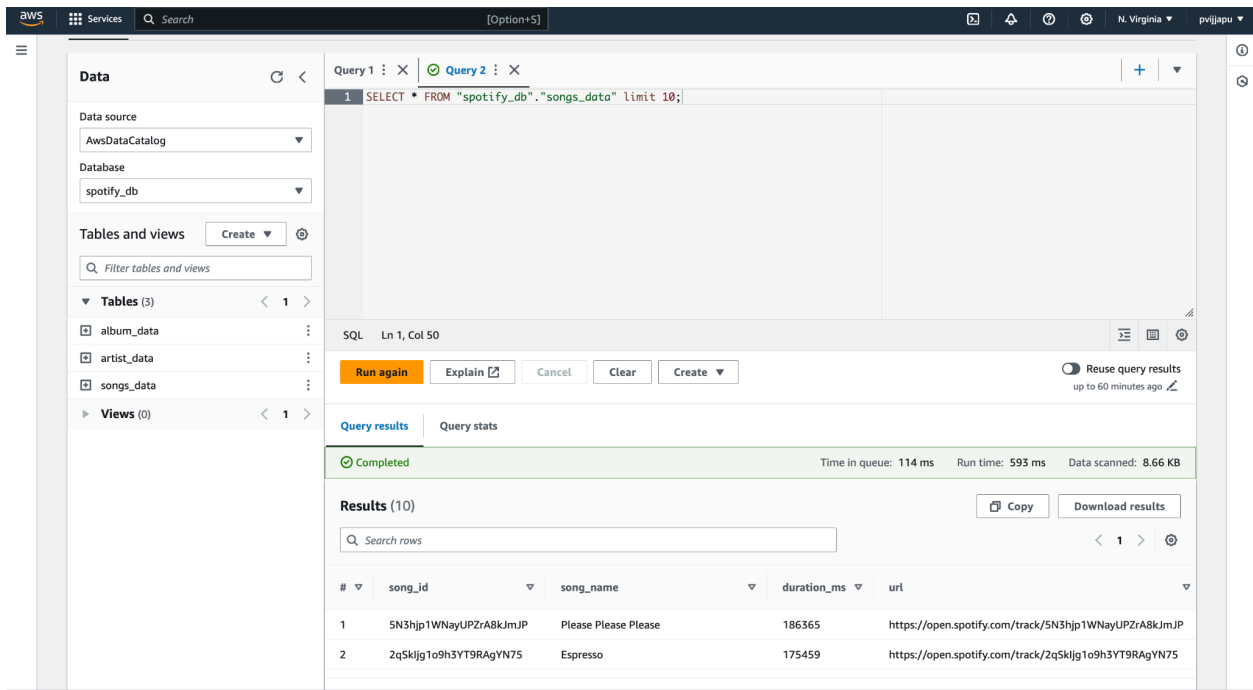 aws Services Search [Option+S] N. Virginia pvijjapu
Data
Data source
AwsDataCatalog
Database
spotify_db
Tables and views Create
Filter tables and views
Tables (3) 1
album_data
artist_data
songs_data
Views (0) 1
Query 1 Query 2
1 SELECT * FROM "spotify_db"."songs_data" limit 10;
SQL Ln 1, Col 50
Run again Explain Cancel Clear Create Reuse query results
up to 60 minutes ago
Query results Query stats
Completed Time in queue: 114 ms Run time: 593 ms Data scanned: 8.66 KB
Results (10) Copy Download results
Search rows 1
# song_id song_name duration_ms url
1 5N3hjp1WNayUPZrA8kJmJP Please Please Please 186365 https://open.spotify.com/track/5N3hjp1WNayUPZrA8kJmJP
2 2qSkIjg1o9h3YT9RAgYN75 Espresso 175459 https://open.spotify.com/track/2qSkIjg1o9h3YT9RAgYN75